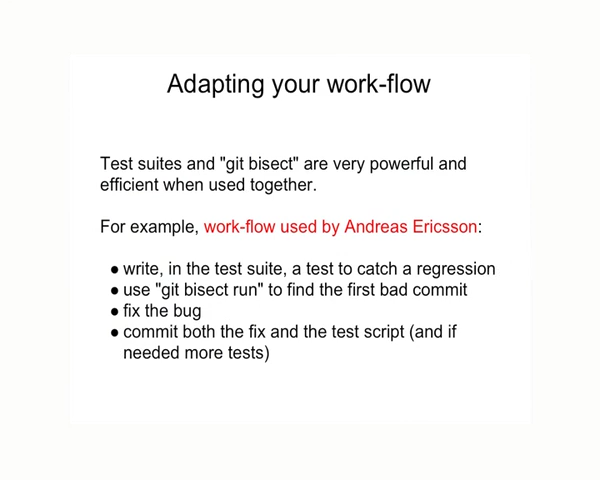 Adapting your work-flow
Test suites and "git bisect" are very powerful and
efficient when used together.
For example, work-flow used by Andreas Ericsson:
● write, in the test suite, a test to catch a regression
● use "git bisect run" to find the first bad commit
● fix the bug
● commit both the fix and the test script (and if
needed more tests)